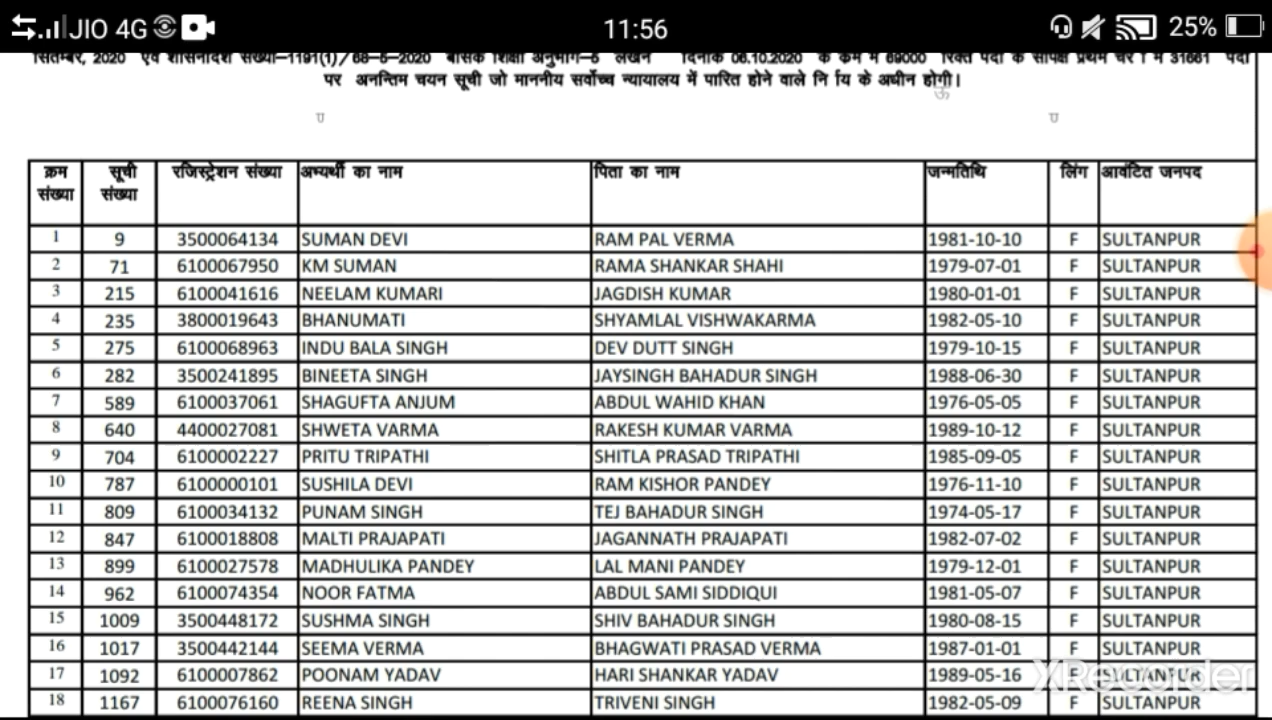 JIO 4G 11:56 25%
सितम्बर, 2020 एवं शासनादेश संख्या-1191(1)/68-5-2020 बेसिक शिक्षा अनुभाग-5 लखन दिनांक 06.10.2020 के क्रम में 69000 रिक्त पदों के सापेक्ष प्रथम चर 31661 पदों
पर अनन्तिम चयन सूची जो माननीय सर्वोच्च न्यायालय में पारित होने वाले नि र्य के अधीन होगी।
क्रम संख्या सूची संख्या रजिस्ट्रेशन संख्या अभ्यर्थी का नाम पिता का नाम जन्मतिथि लिंग आवंटित जनपद
1 9 3500064134 SUMAN DEVI RAM PAL VERMA 1981-10-10 F SULTANPUR
2 71 6100067950 KM SUMAN RAMA SHANKAR SHAHI 1979-07-01 F SULTANPUR
3 215 6100041616 NEELAM KUMARI JAGDISH KUMAR 1980-01-01 F SULTANPUR
4 235 3800019643 BHANUMATI SHYAMLAL VISHWAKARMA 1982-05-10 F SULTANPUR
5 275 6100068963 INDU BALA SINGH DEV DUTT SINGH 1979-10-15 F SULTANPUR
6 282 3500241895 BINEETA SINGH JAYSINGH BAHADUR SINGH 1988-06-30 F SULTANPUR
7 589 6100037061 SHAGUFTA ANJUM ABDUL WAHID KHAN 1976-05-05 F SULTANPUR
8 640 4400027081 SHWETA VARMA RAKESH KUMAR VARMA 1989-10-12 F SULTANPUR
9 704 6100002227 PRITU TRIPATHI SHITLA PRASAD TRIPATHI 1985-09-05 F SULTANPUR
10 787 6100000101 SUSHILA DEVI RAM KISHOR PANDEY 1976-11-10 F SULTANPUR
11 809 6100034132 PUNAM SINGH TEJ BAHADUR SINGH 1974-05-17 F SULTANPUR
12 847 6100018808 MALTI PRAJAPATI JAGANNATH PRAJAPATI 1982-07-02 F SULTANPUR
13 899 6100027578 MADHULIKA PANDEY LAL MANI PANDEY 1979-12-01 F SULTANPUR
14 962 6100074354 NOOR FATMA ABDUL SAMI SIDDIQUI 1981-05-07 F SULTANPUR
15 1009 3500448172 SUSHMA SINGH SHIV BAHADUR SINGH 1980-08-15 F SULTANPUR
16 1017 3500442144 SEEMA VERMA BHAGWATI PRASAD VERMA 1987-01-01 F SULTANPUR
17 1092 6100007862 POONAM YADAV HARI SHANKAR YADAV 1989-05-16 F SULTANPUR
XRecorder
18 1167 6100076160 REENA SINGH TRIVENI SINGH 1982-05-09 F SULTANPUR